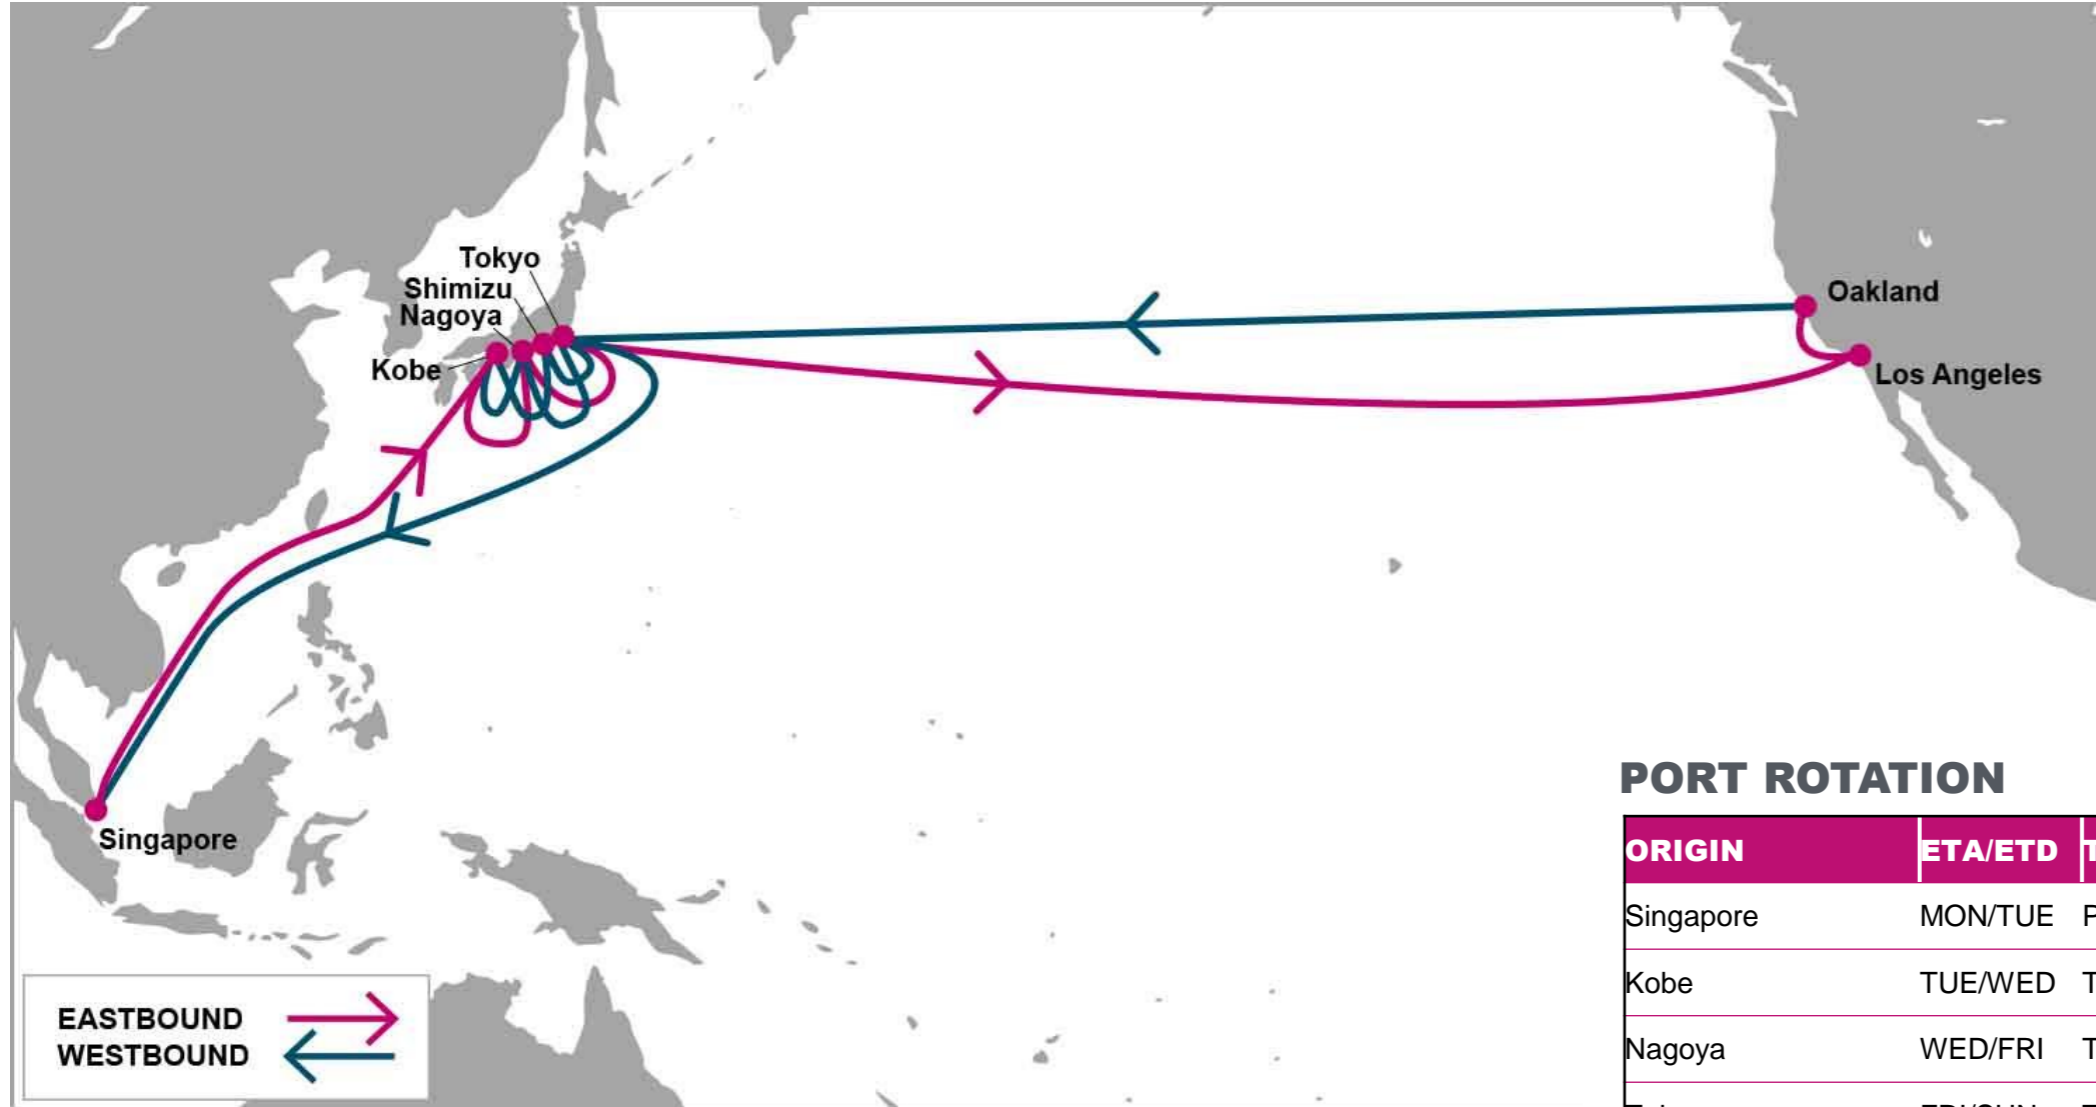 Tokyo
Shimizu
Nagoya
Kobe
Oakland
Los Angeles
Singapore
EASTBOUND
WESTBOUND
PORT ROTATION
ORIGIN ETA/ETD
Singapore MON/TUE
Kobe TUE/WED
Nagoya WED/FRI